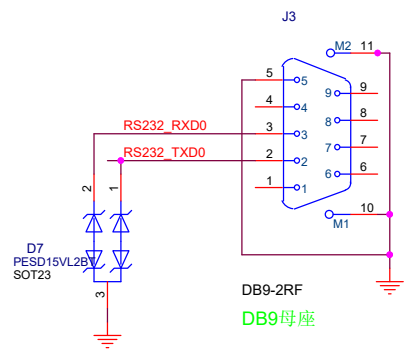 J3
M2 11
5 5
9 9
4 4
8 8
RS232_RXD0 3 3
7 7
RS232_TXD0 2 2
6 6
1 1
2 1
10
M1
D7
PESD15VL2BT
SOT23
3
DB9-2RF
DB9母座